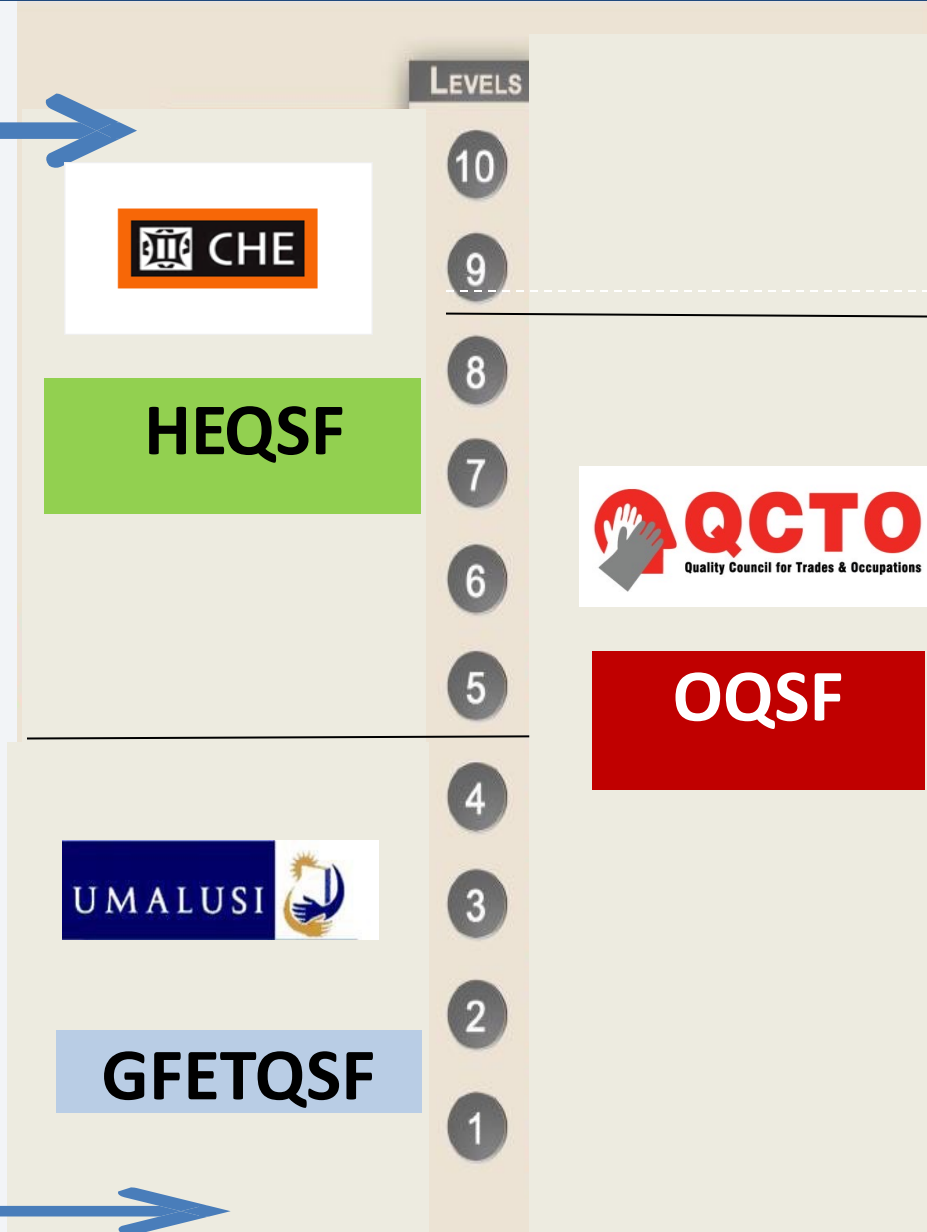 LEVELS
10
CHE
9
8
HEQSF
7
QCTO
Quality Council for Trades & Occupations
6
5
OQSF
4
UMALUSI
3
2
GFETQSF
1